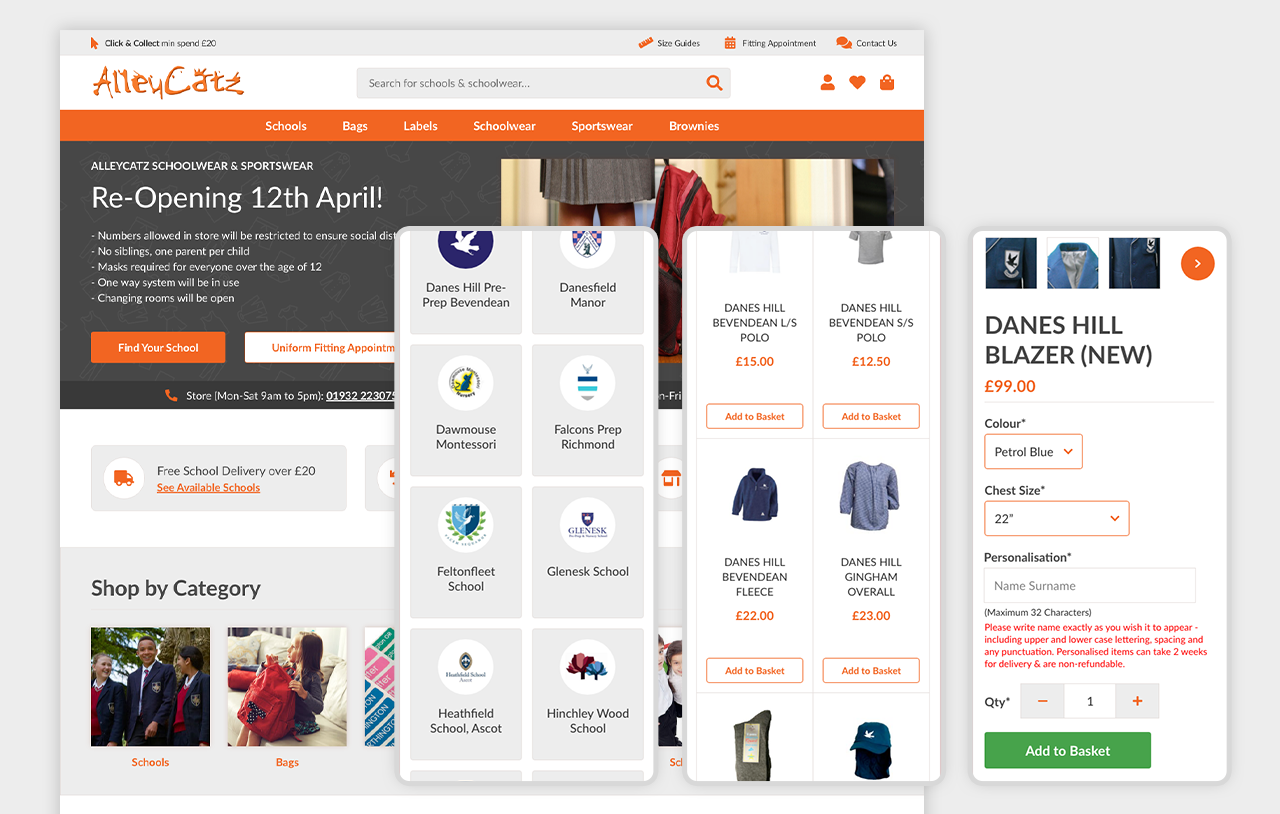 Click & Collect min spend £20
Size Guides
Fitting Appointment
Contact Us
AlleyCatz
Search for schools & schoolwear...
Schools
Bags
Labels
Schoolwear
Sportswear
Brownies
ALLEYCATZ SCHOOLWEAR & SPORTSWEAR
Re-Opening 12th April!
- Numbers allowed in store will be restricted to ensure social dist
- No siblings, one parent per child
- Masks required for everyone over the age of 12
- One way system will be in use
- Changing rooms will be open
Find Your School
Uniform Fitting Appointm
Store (Mon-Sat 9am to 5pm): 01932 223075
n-Fri
Free School Delivery over £20
See Available Schools
Shop by Category
Schools
Bags
Sc
Danes Hill Pre-
Prep Bevendean
Danesfield
Manor
Dawmouse
Montessori
Falcons Prep
Richmond
Feltonfleet
School
GLENESK
Glenesk School
Heathfield School
Ascot
Heathfield
School, Ascot
Hinchley Wood
School
DANES HILL
BEVENDEAN L/S
POLO
£15.00
Add to Basket
DANES HILL
BEVENDEAN S/S
POLO
£12.50
Add to Basket
DANES HILL
BEVENDEAN
FLEECE
£22.00
Add to Basket
DANES HILL
GINGHAM
OVERALL
£23.00
Add to Basket
DANES HILL
BLAZER (NEW)
£99.00
Colour*
Petrol Blue
Chest Size*
22”
Personalisation*
Name Surname
(Maximum 32 Characters)
Please write name exactly as you wish it to appear -
including upper and lower case lettering, spacing and
any punctuation. Personalised items can take 2 weeks
for delivery & are non-refundable.
Qty*
1
Add to Basket